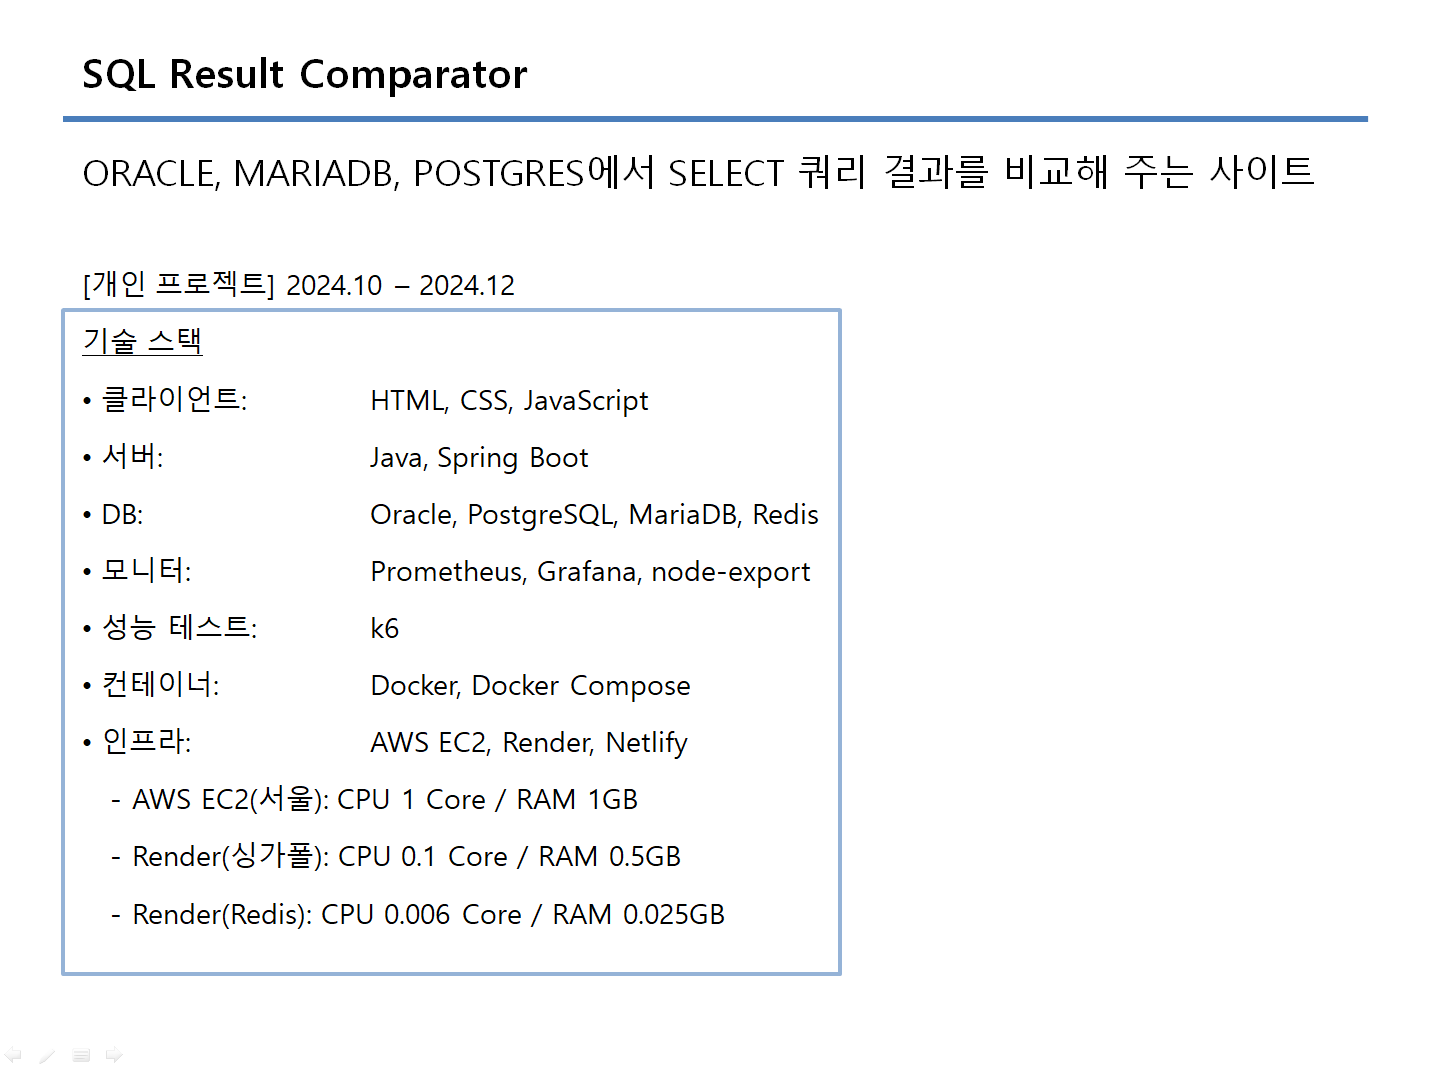 SQL Result Comparator
ORACLE, MARIADB, POSTGRES에서 SELECT 쿼리 결과를 비교해 주는 사이트
[개인 프로젝트] 2024.10 – 2024.12
기술 스택
• 클라이언트: HTML, CSS, JavaScript
• 서버: Java, Spring Boot
• DB: Oracle, PostgreSQL, MariaDB, Redis
• 모니터: Prometheus, Grafana, node-export
• 성능 테스트: k6
• 컨테이너: Docker, Docker Compose
• 인프라: AWS EC2, Render, Netlify
- AWS EC2(서울): CPU 1 Core / RAM 1GB
- Render(싱가폴): CPU 0.1 Core / RAM 0.5GB
- Render(Redis): CPU 0.006 Core / RAM 0.025GB